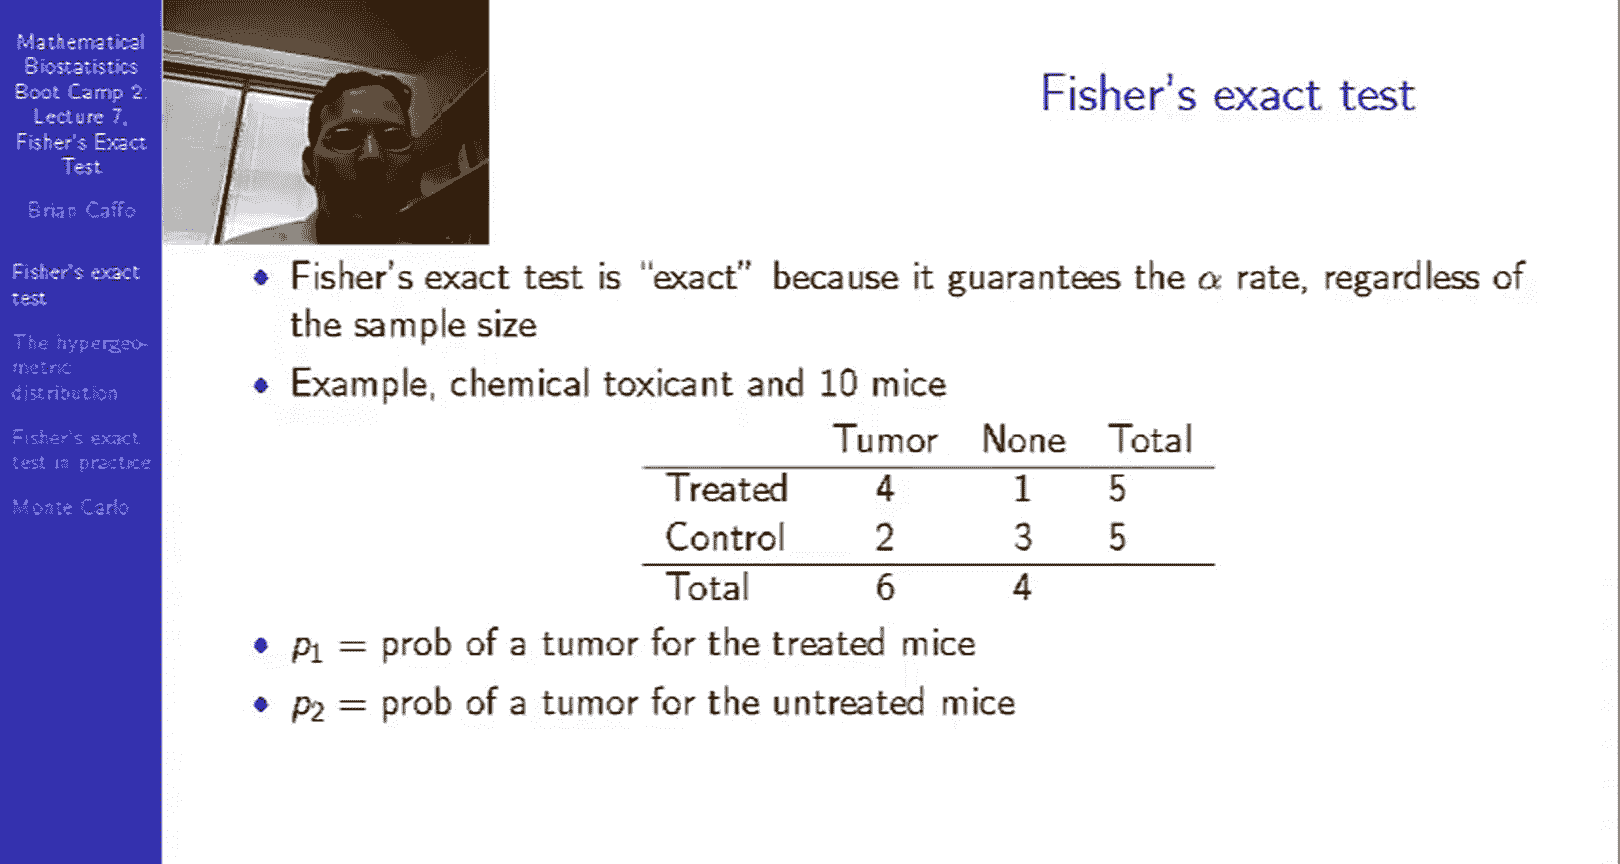 Mathematical
Biostatistics
Boot Camp 2:
Lecture 7,
Fisher's Exact
Test
Brian Caffo
Fisher's exact
test
The hypergeo-
metric
distribution
Fisher's exact
test in practice
Monte Carlo
Fisher's exact test
• Fisher's exact test is “exact” because it guarantees the α rate, regardless of
the sample size
• Example, chemical toxicant and 10 mice
Tumor None Total
Treated 4 1 5
Control 2 3 5
Total 6 4
• p₁ = prob of a tumor for the treated mice
• p₂ = prob of a tumor for the untreated mice